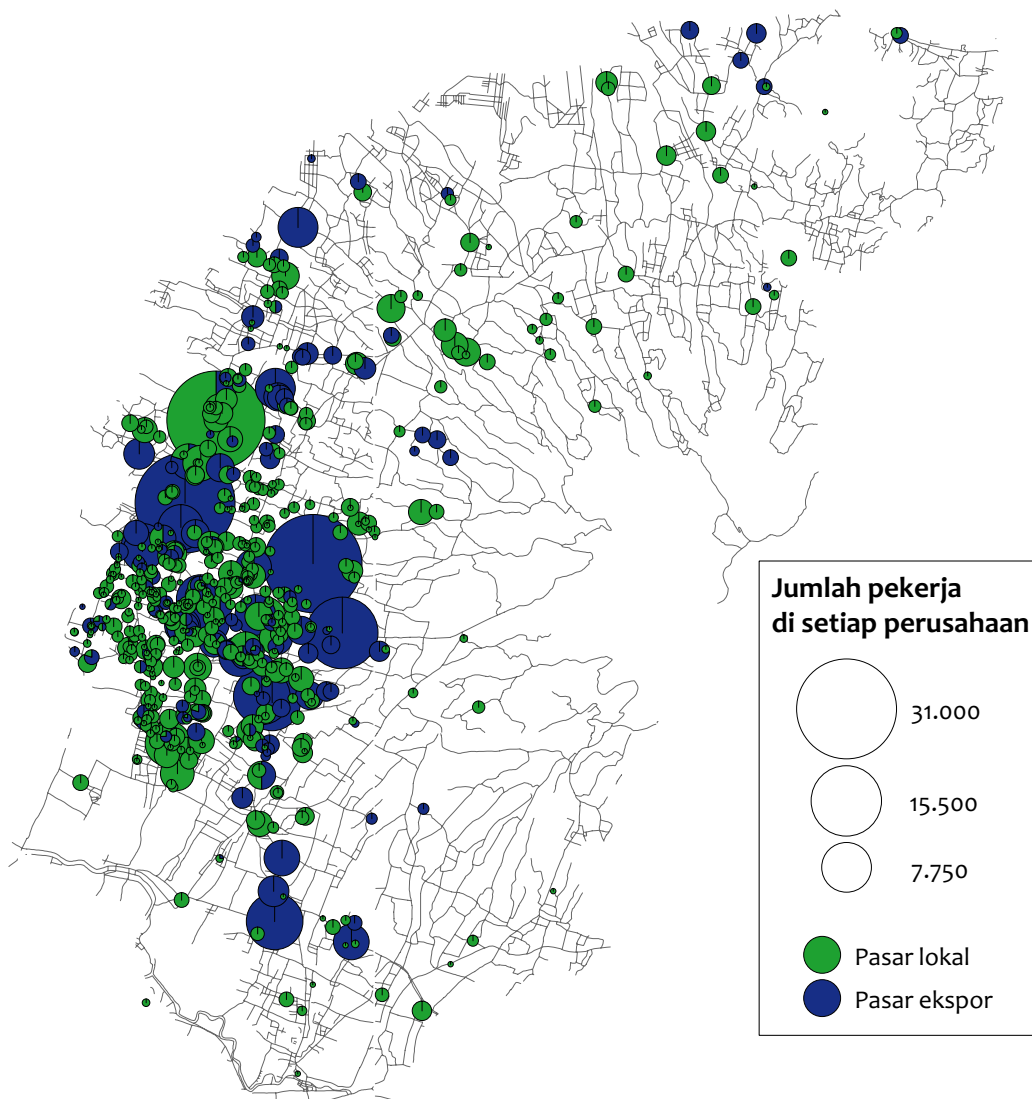 Jumlah pekerja
di setiap perusahaan
31.000
15.500
7.750
Pasar lokal
Pasar ekspor